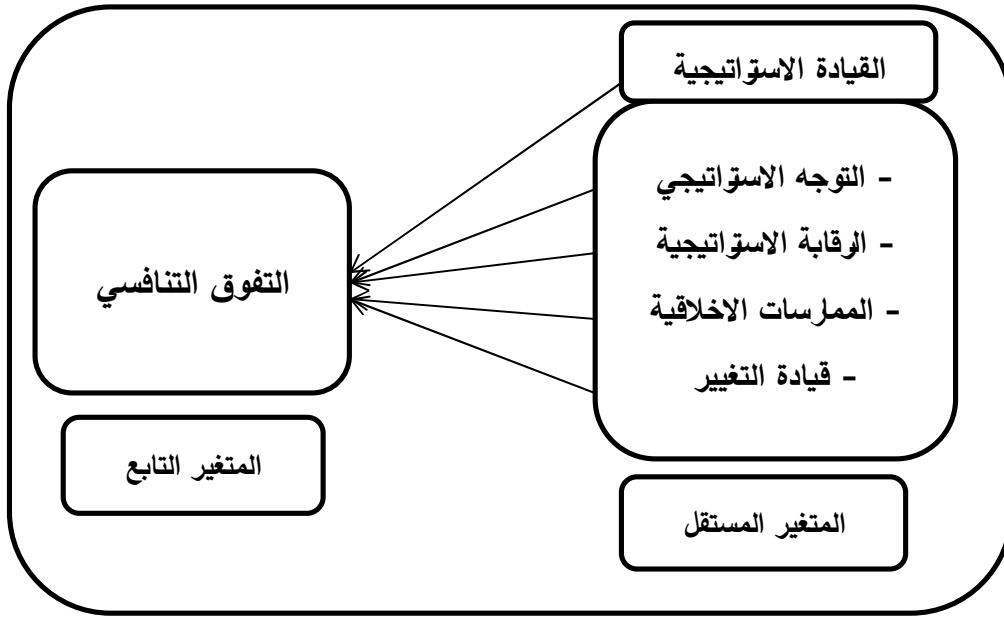 القيادة الاستراتيجية
- التوجه الاستراتيجي
- الرقابة الاستراتيجية
- الممارسات الاخلاقية
- قيادة التغيير
المتغير المستقل
التفوق التنافسي
المتغير التابع